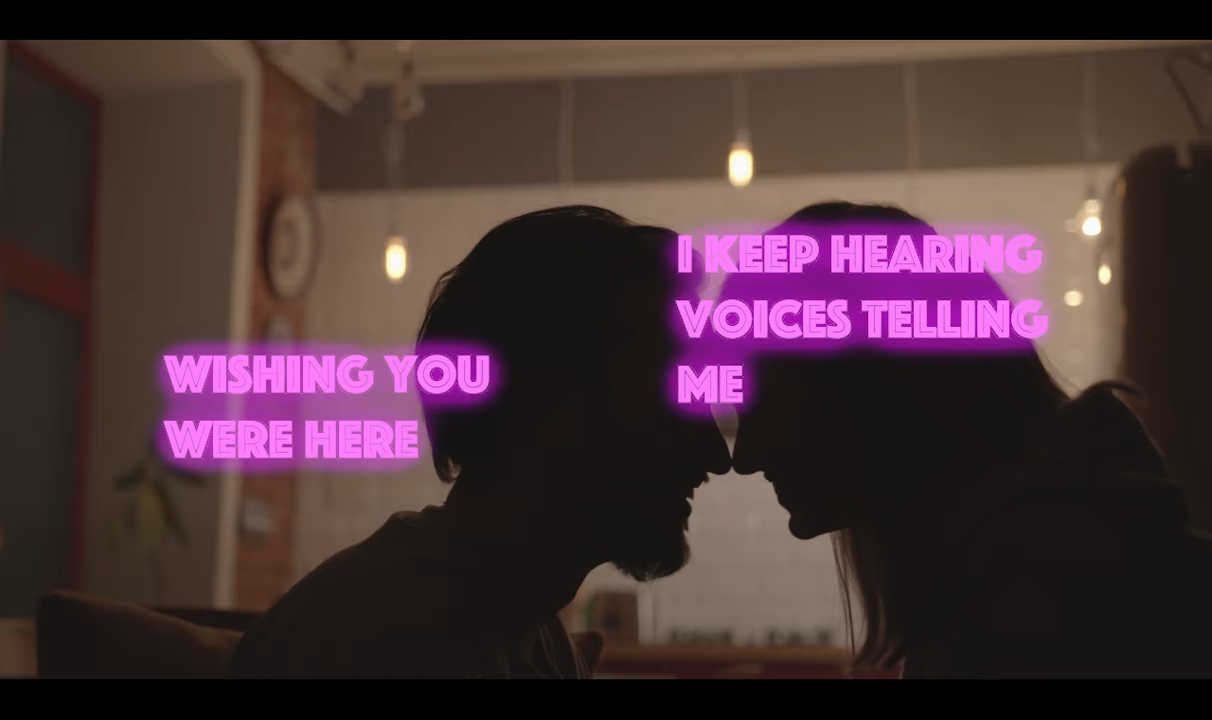 WISHING YOU
WERE HERE
I KEEP HEARING
VOICES TELLING
ME